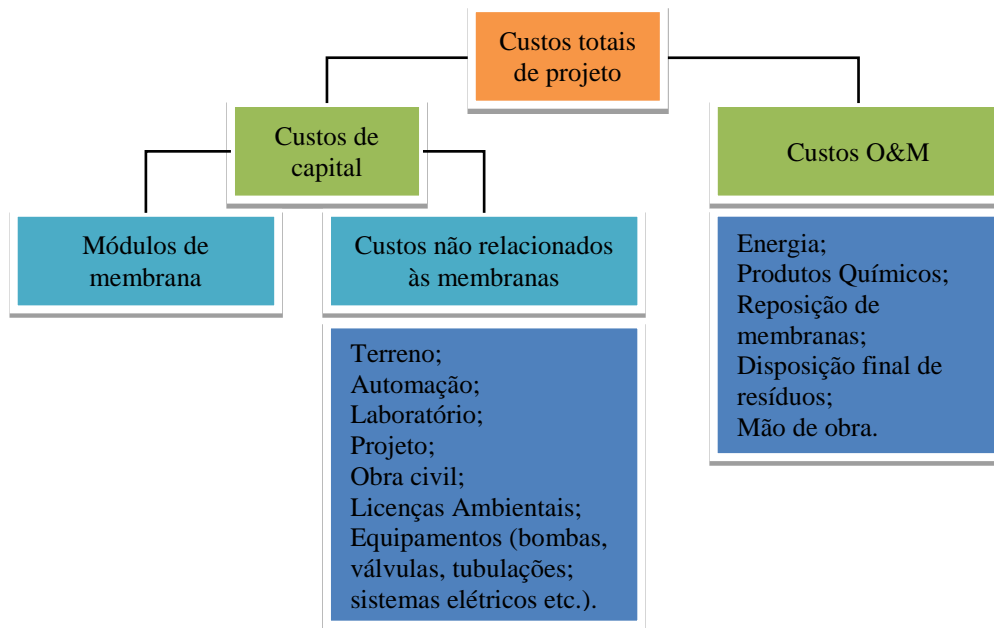 Custos totais
de projeto
Custos de
capital
Custos O&M
Módulos de
membrana
Custos não relacionados
às membranas
Energia;
Produtos Químicos;
Reposição de
membranas;
Disposição final de
resíduos;
Mão de obra.
Terreno;
Automação;
Laboratório;
Projeto;
Obra civil;
Licenças Ambientais;
Equipamentos (bombas,
válvulas, tubulações;
sistemas elétricos etc.).